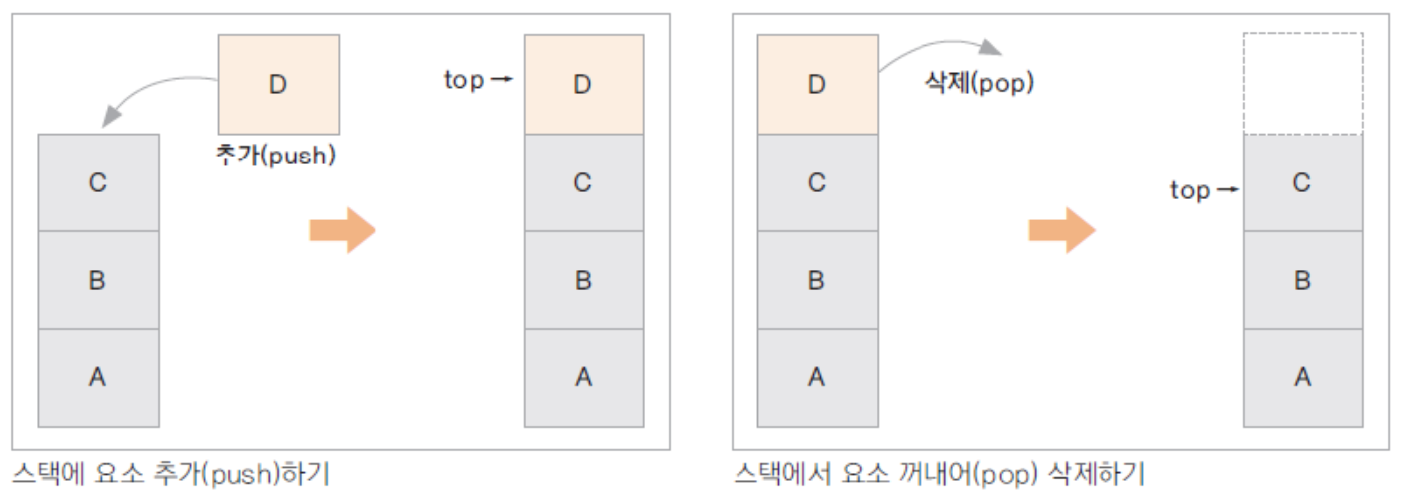 D
추가(push)
C
B
A
top →
D
C
B
A
스택에 요소 추가(push)하기
D
C
B
A
삭제(pop)
top →
C
B
A
스택에서 요소 꺼내어(pop) 삭제하기